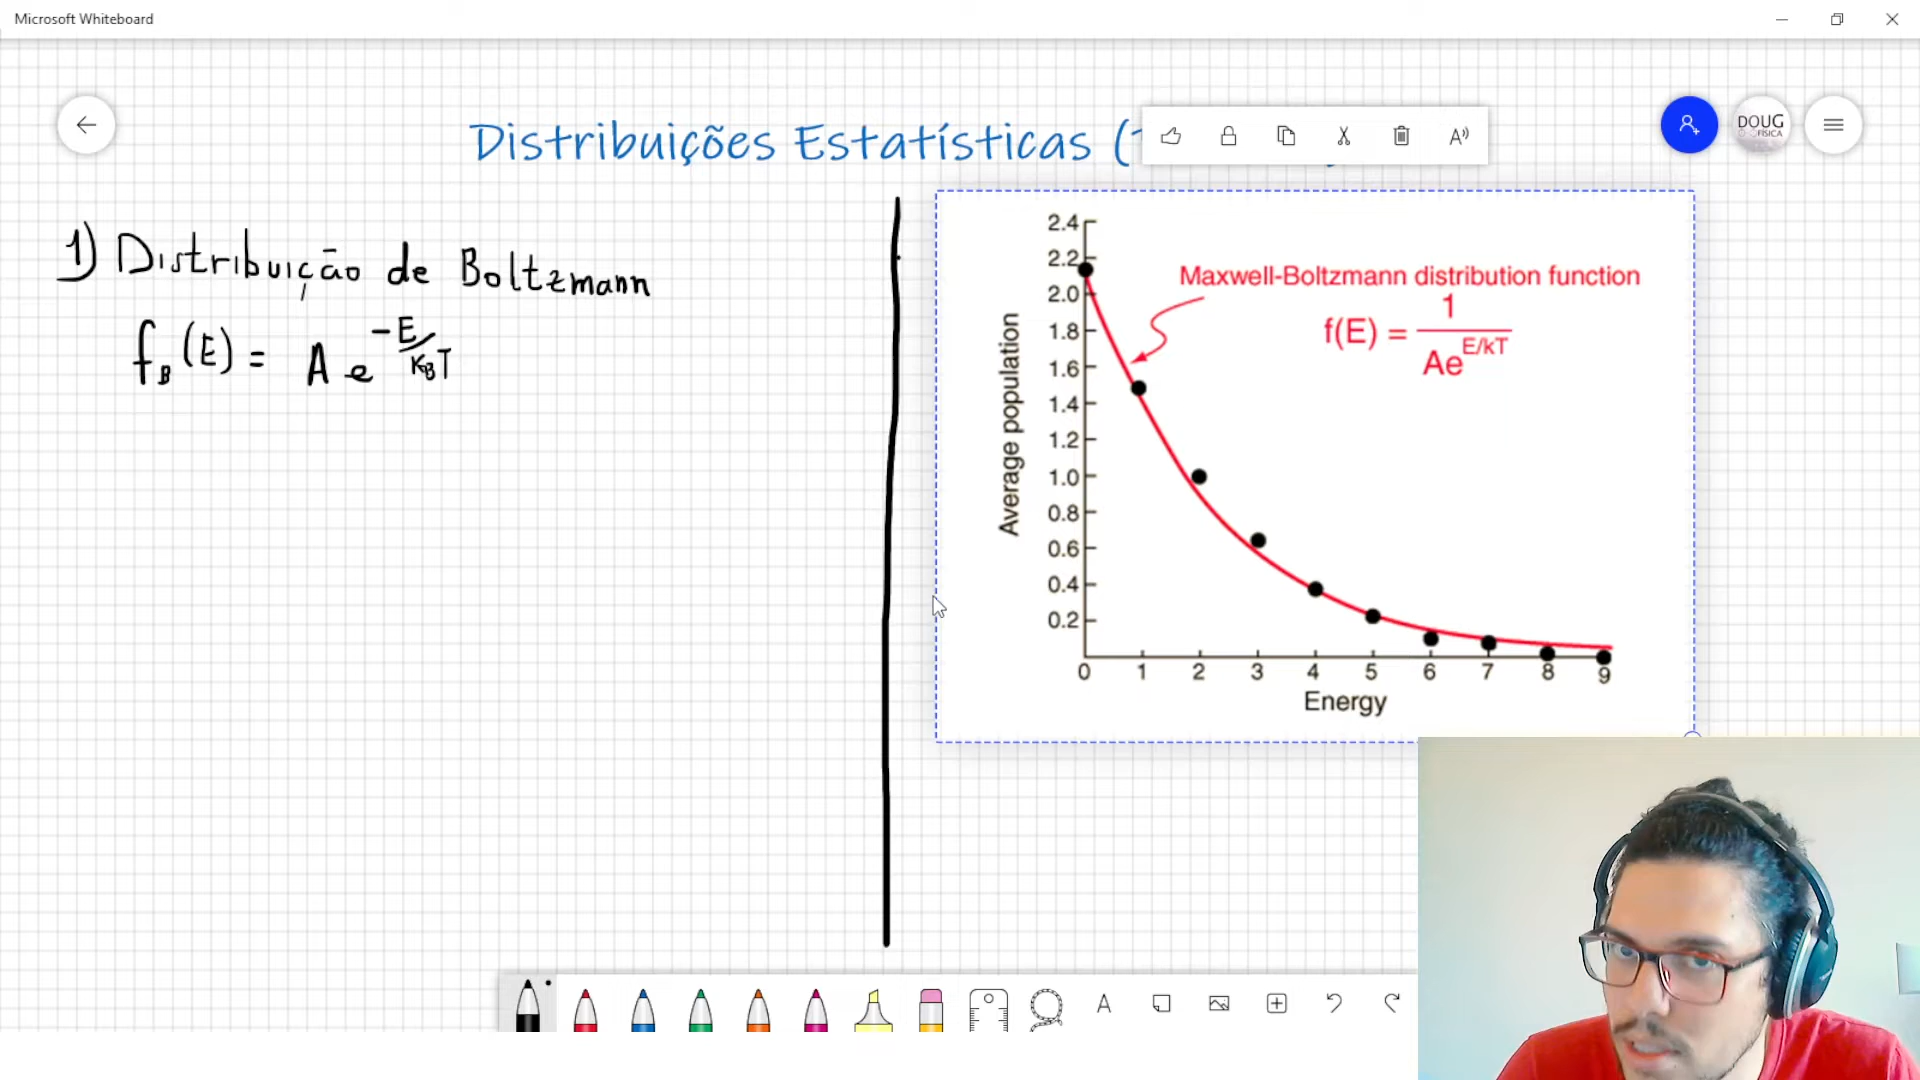 Microsoft Whiteboard
Distribuições Estatísticas (
DOUG
FÍSICA
1) Distribuição de Boltzmann
f_B(E) = A e^{-E/K_B T}
Maxwell-Boltzmann distribution function
f(E) = 1 / Ae^{E/kT}
Average population
2.4
2.2
2.0
1.8
1.6
1.4
1.2
1.0
0.8
0.6
0.4
0.2
0 1 2 3 4 5 6 7 8 9
Energy